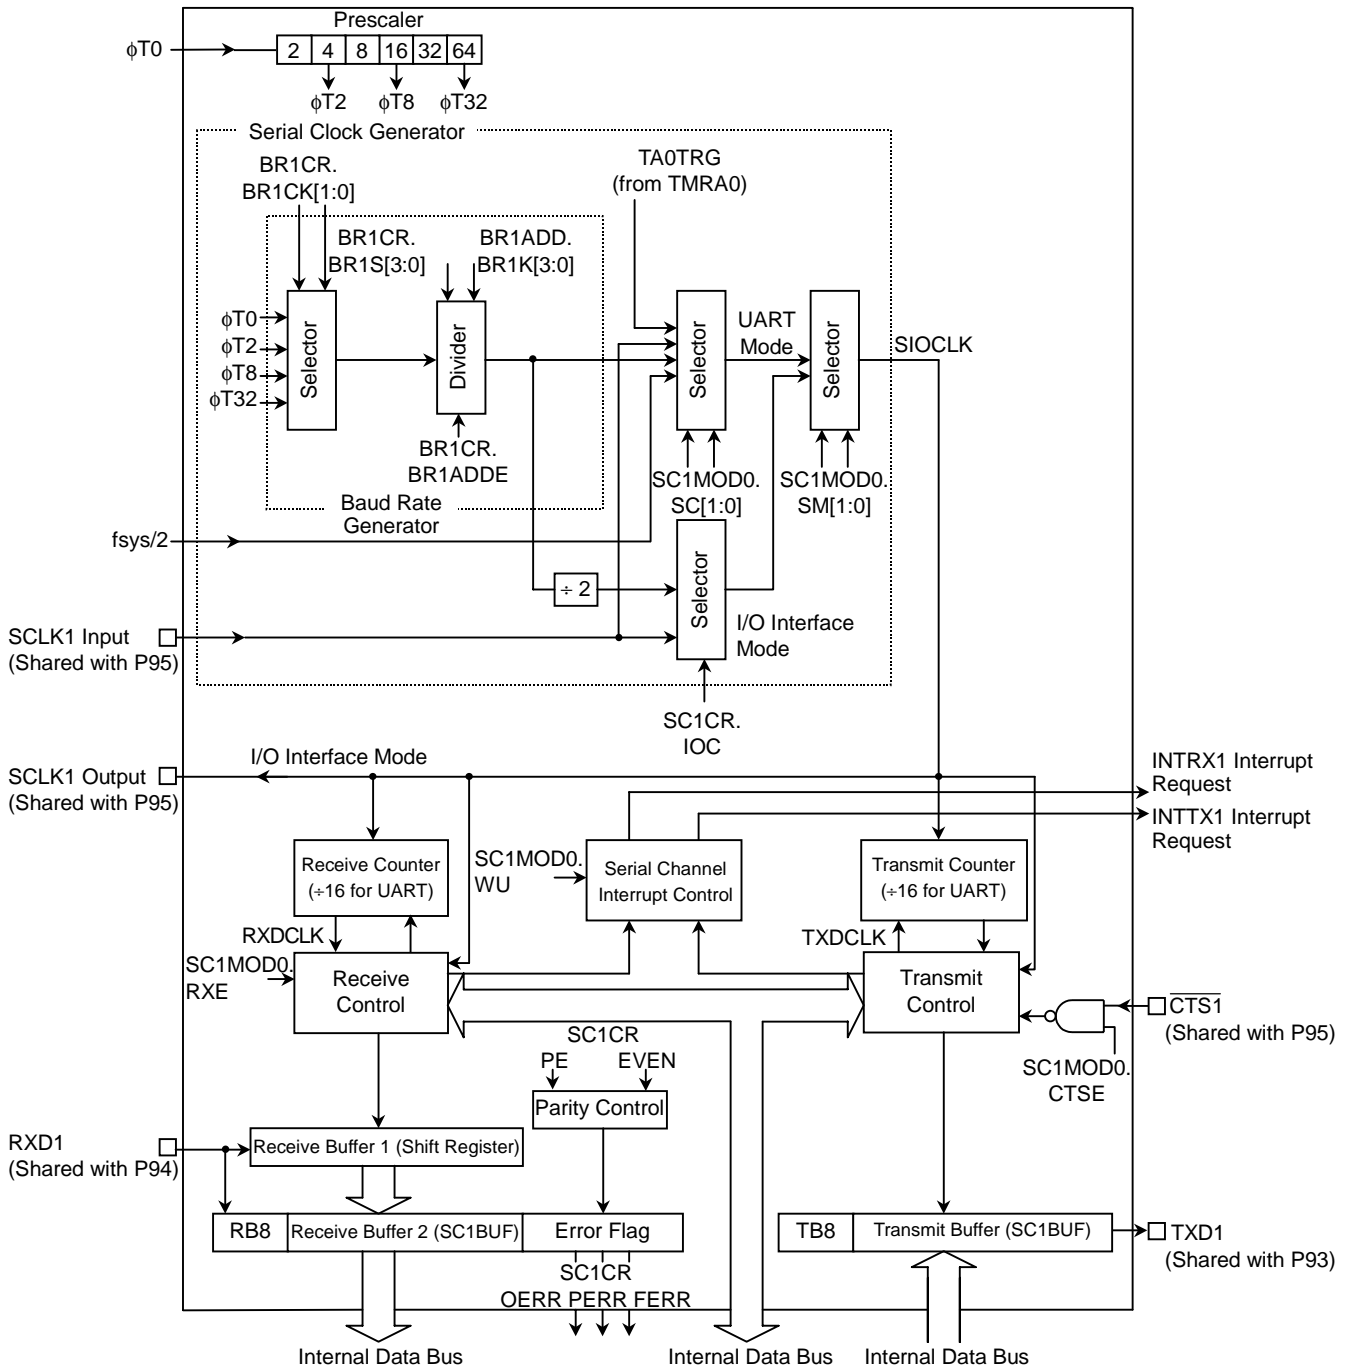 Prescaler
ϕT0
2 4 8 16 32 64
ϕT2 ϕT8 ϕT32
Serial Clock Generator
BR1CR.
BR1CK[1:0]
TA0TRG
(from TMRA0)
BR1CR.
BR1S[3:0]
BR1ADD.
BR1K[3:0]
ϕT0
ϕT2
ϕT8
ϕT32
Selector
Divider
Selector
UART
Mode
Selector
SIOCLK
BR1CR.
BR1ADDE
SC1MOD0.
SC[1:0]
SC1MOD0.
SM[1:0]
Baud Rate
Generator
fsys/2
÷ 2
Selector
I/O Interface
Mode
SCLK1 Input
(Shared with P95)
SC1CR.
IOC
I/O Interface Mode
SCLK1 Output
(Shared with P95)
INTRX1 Interrupt
Request
INTTX1 Interrupt
Request
Receive Counter
(÷16 for UART)
SC1MOD0.
WU
Serial Channel
Interrupt Control
Transmit Counter
(÷16 for UART)
RXDCLK
TXDCLK
SC1MOD0.
RXE
Receive
Control
Transmit
Control
CTS1
(Shared with P95)
SC1MOD0.
CTSE
SC1CR
PE EVEN
Parity Control
RXD1
(Shared with P94)
Receive Buffer 1 (Shift Register)
RB8 Receive Buffer 2 (SC1BUF) Error Flag
TB8 Transmit Buffer (SC1BUF)
TXD1
(Shared with P93)
SC1CR
OERR PERR FERR
Internal Data Bus
Internal Data Bus
Internal Data Bus